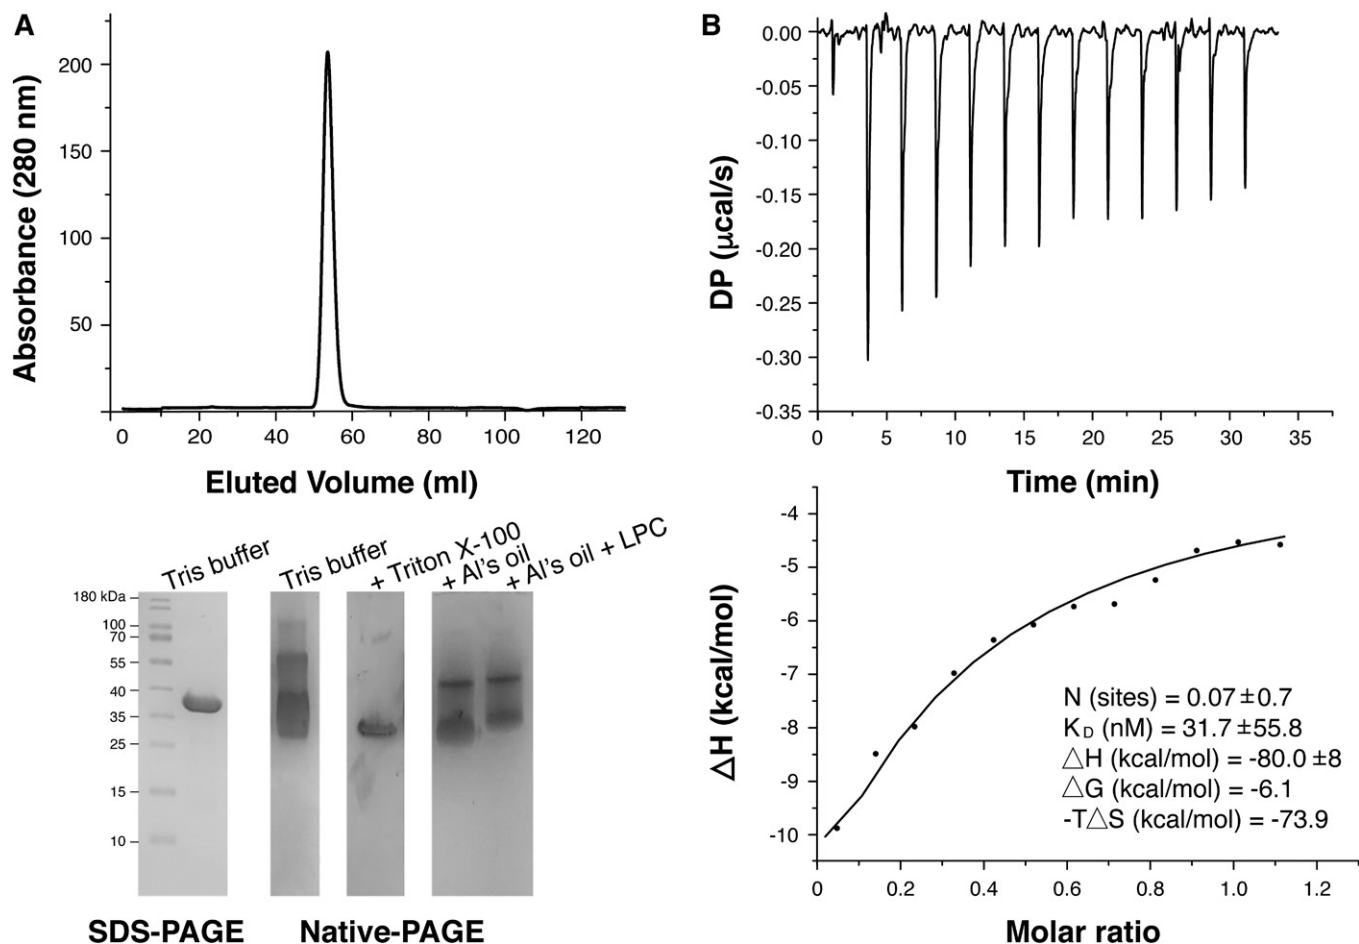 A
Absorbance (280 nm)
200
150
100
50
0 20 40 60 80 100 120
Eluted Volume (ml)
Tris buffer
Tris buffer
+ Triton X-100
+ Al's oil
+ Al's oil + LPC
180 kDa
100
70
55
40
35
25
15
10
SDS-PAGE
Native-PAGE
B
DP (μcal/s)
0.00
-0.05
-0.10
-0.15
-0.20
-0.25
-0.30
-0.35
0 5 10 15 20 25 30 35
Time (min)
△H (kcal/mol)
-4
-5
-6
-7
-8
-9
-10
N (sites) = 0.07 ±0.7
K_D (nM) = 31.7 ±55.8
△H (kcal/mol) = -80.0 ±8
△G (kcal/mol) = -6.1
-T△S (kcal/mol) = -73.9
0 0.2 0.4 0.6 0.8 1.0 1.2
Molar ratio